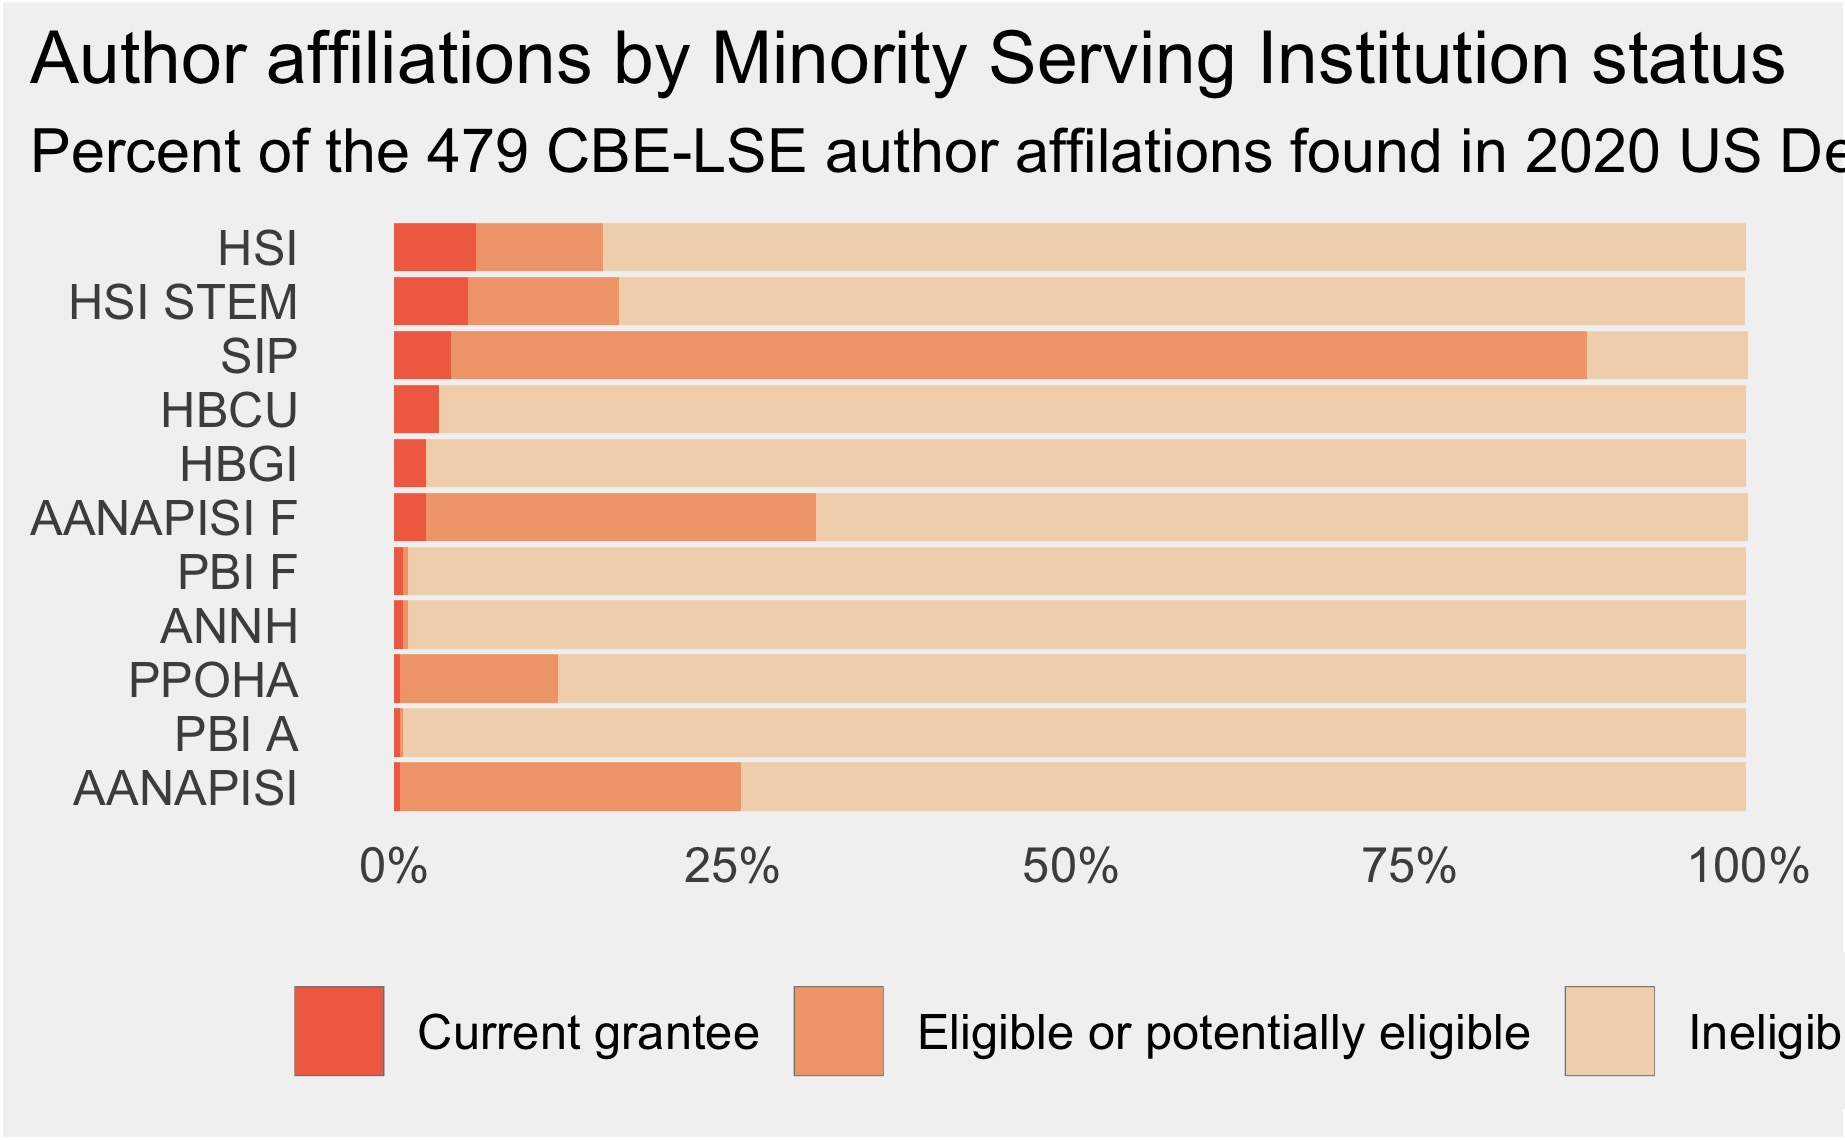 Author affiliations by Minority Serving Institution status
Percent of the 479 CBE-LSE author affilations found in 2020 US De
HSI
HSI STEM
SIP
HBCU
HBGI
AANAPISI F
PBI F
ANNH
PPOHA
PBI A
AANAPISI
0% 25% 50% 75% 100%
Current grantee Eligible or potentially eligible Ineligib